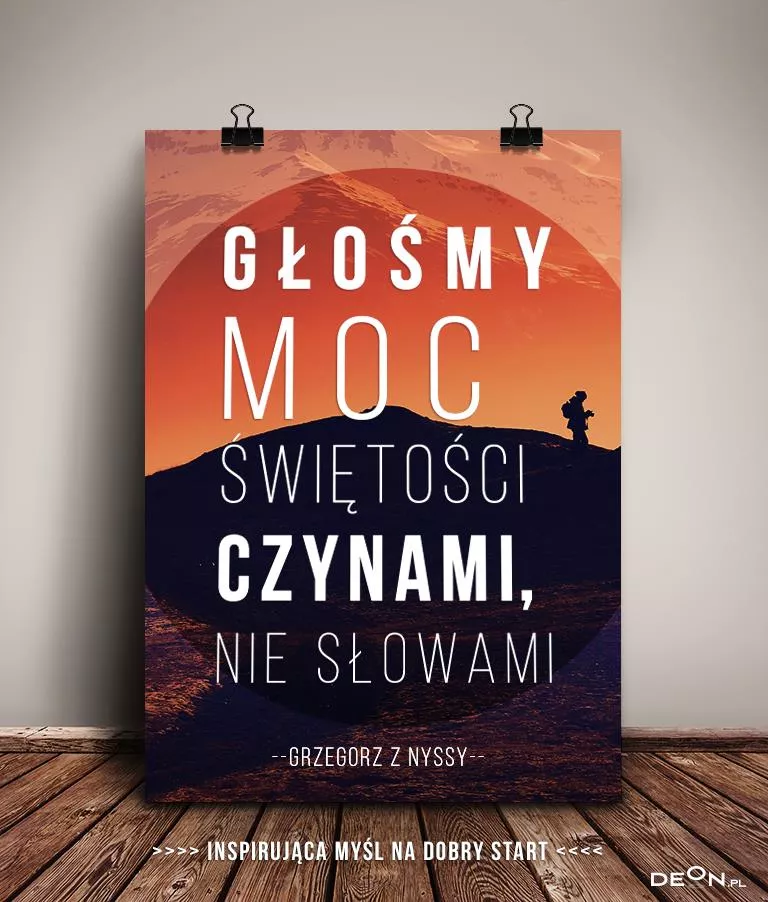 GŁOŚMY
MOC
ŚWIĘTOŚCI
CZYNAMI,
NIE SŁOWAMI
--GRZEGORZ Z NYSSY--
>>>> INSPIRUJĄCA MYŚL NA DOBRY START <<<<
DEON.PL